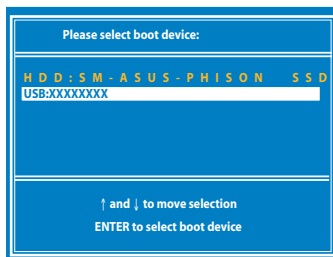 Please select boot device:
HDD:SM-ASUS-PHISON SSD
USB:XXXXXXXX
↑ and ↓ to move selection
ENTER to select boot device